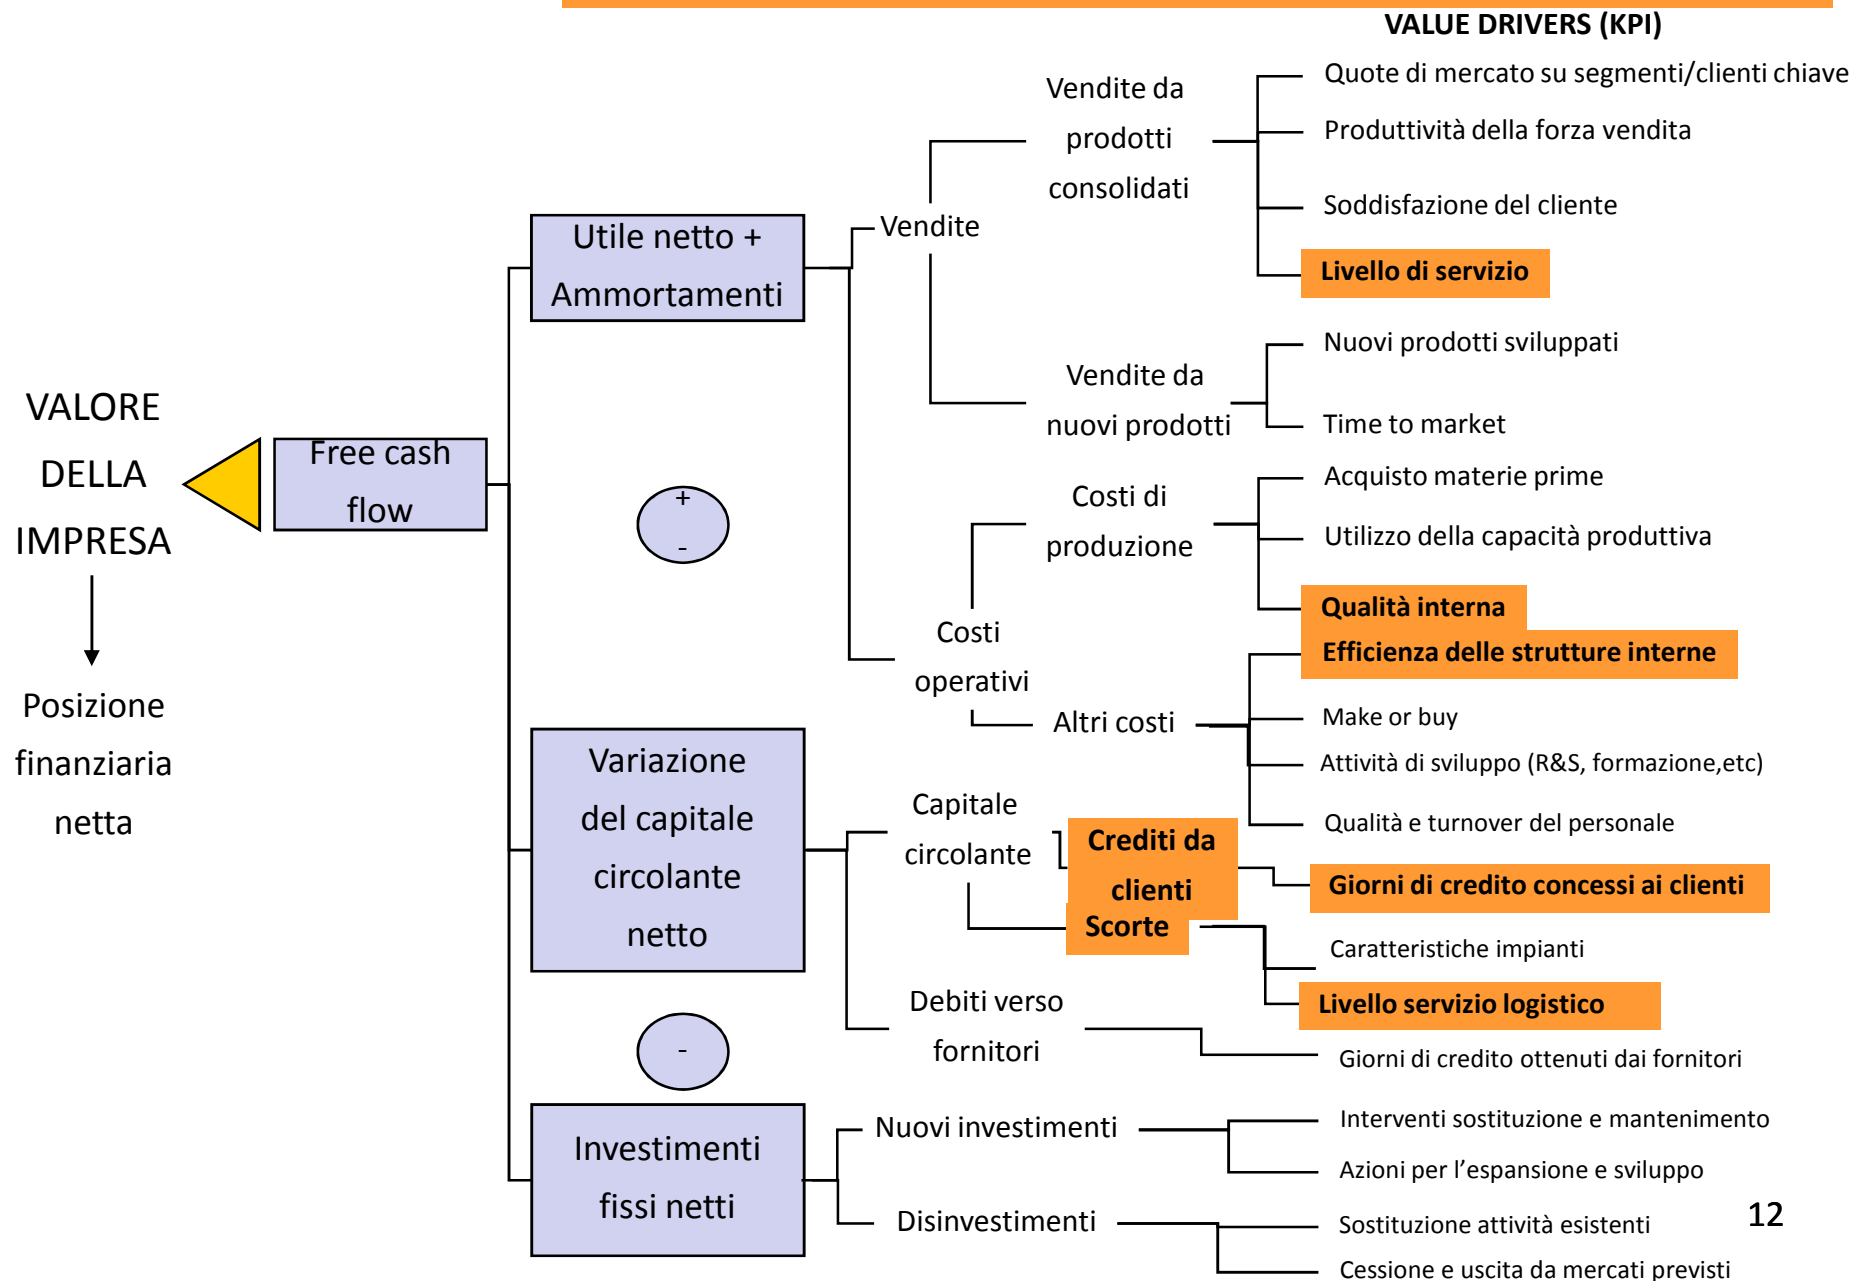 VALUE DRIVERS (KPI)
VALORE
DELLA
IMPRESA
Posizione
finanziaria
netta
Free cash
flow
Utile netto +
Ammortamenti
+
-
Variazione
del capitale
circolante
netto
-
Investimenti
fissi netti
Vendite
Costi
operativi
Vendite da
prodotti
consolidati
Vendite da
nuovi prodotti
Costi di
produzione
Altri costi
Capitale
circolante
Crediti da
clienti
Scorte
Debiti verso
fornitori
Nuovi investimenti
Disinvestimenti
Quote di mercato su segmenti/clienti chiave
Produttività della forza vendita
Soddisfazione del cliente
Livello di servizio
Nuovi prodotti sviluppati
Time to market
Acquisto materie prime
Utilizzo della capacità produttiva
Qualità interna
Efficienza delle strutture interne
Make or buy
Attività di sviluppo (R&S, formazione,etc)
Qualità e turnover del personale
Giorni di credito concessi ai clienti
Caratteristiche impianti
Livello servizio logistico
Giorni di credito ottenuti dai fornitori
Interventi sostituzione e mantenimento
Azioni per l’espansione e sviluppo
Sostituzione attività esistenti
Cessione e uscita da mercati previsti
12